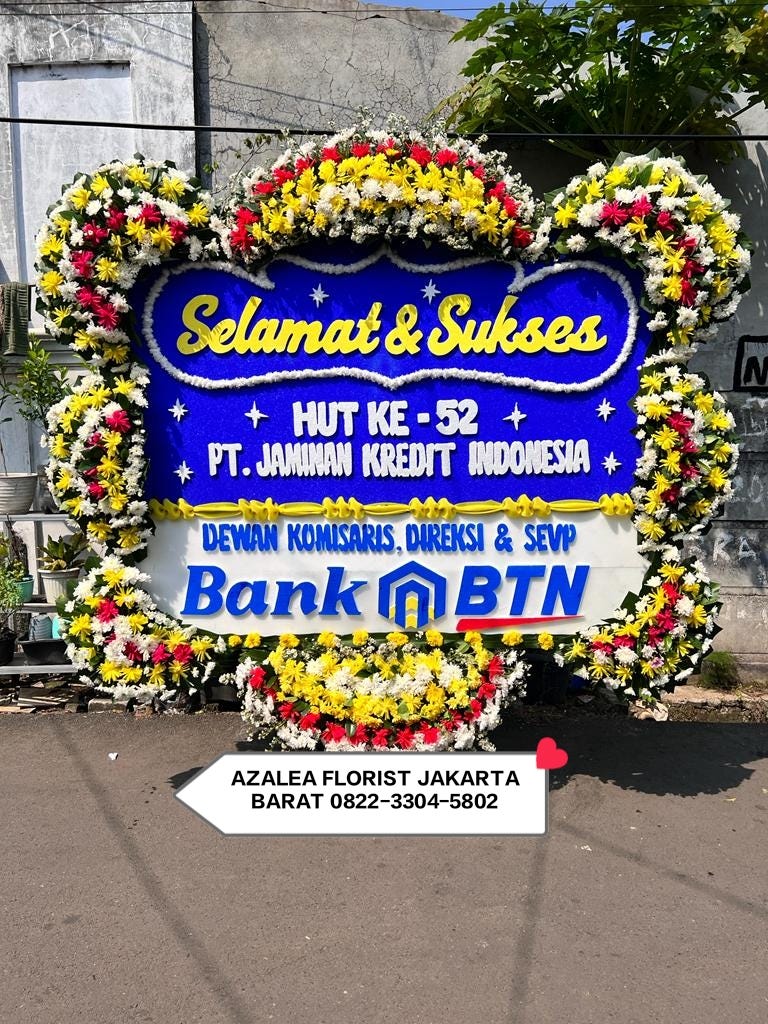 Selamat & Sukses
HUT KE - 52
PT. JAMINAN KREDIT INDONESIA
DEWAN KOMISARIS, DIREKSI & SEVP
Bank BTN
AZALEA FLORIST JAKARTA
BARAT 0822-3304-5802